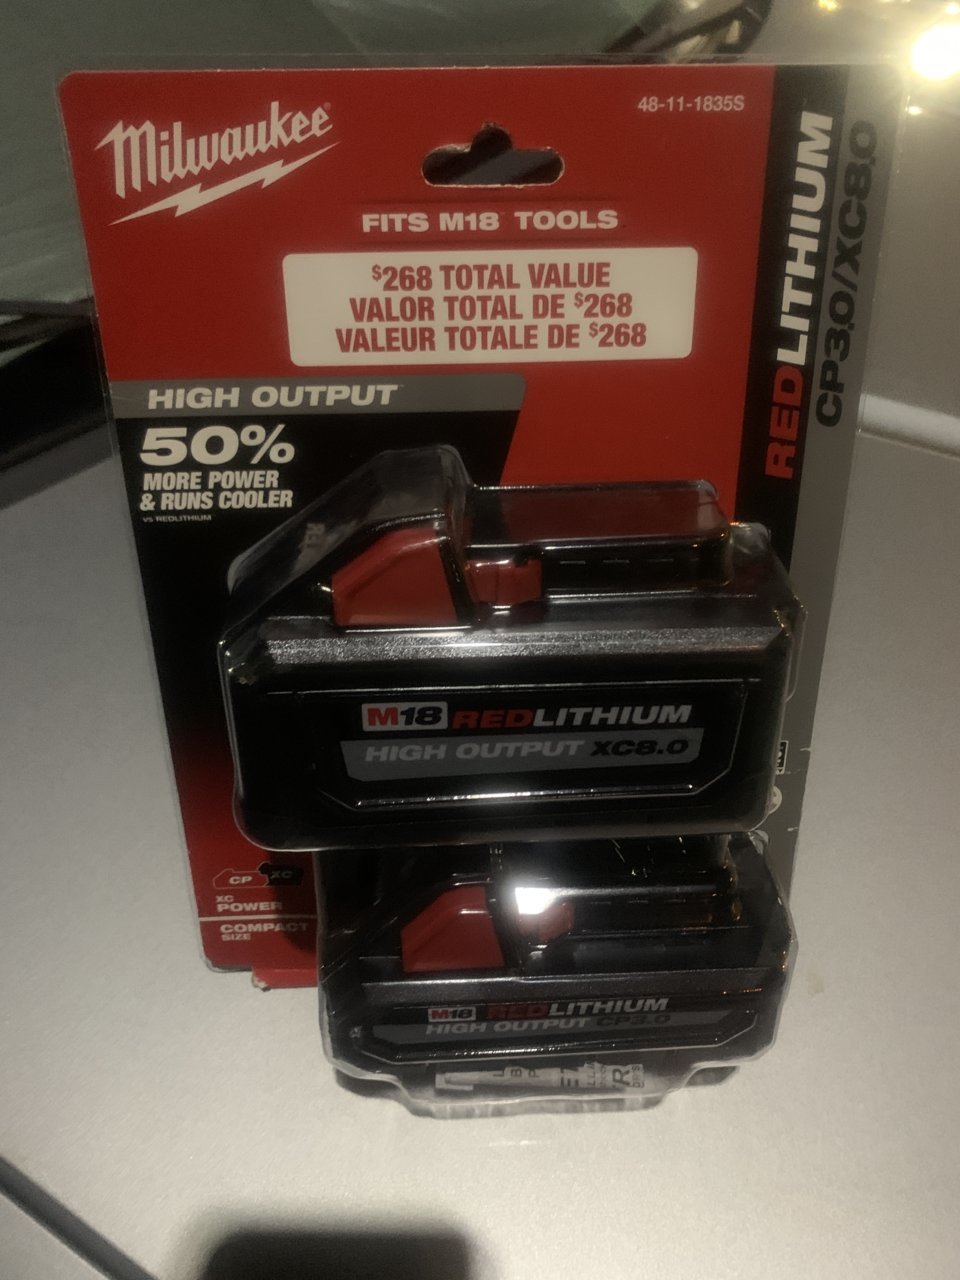 Milwaukee
48-11-1835S
FITS M18 TOOLS
$268 TOTAL VALUE
VALOR TOTAL DE $268
VALEUR TOTALE DE $268
REDLITHIUM
CP3.0/XC8.0
HIGH OUTPUT
50%
MORE POWER
& RUNS COOLER
vs REDLITHIUM
M18 REDLITHIUM
HIGH OUTPUT XC8.0
CP XC
XC
POWER
COMPACT
SIZE
M18 REDLITHIUM
HIGH OUTPUT CP3.0